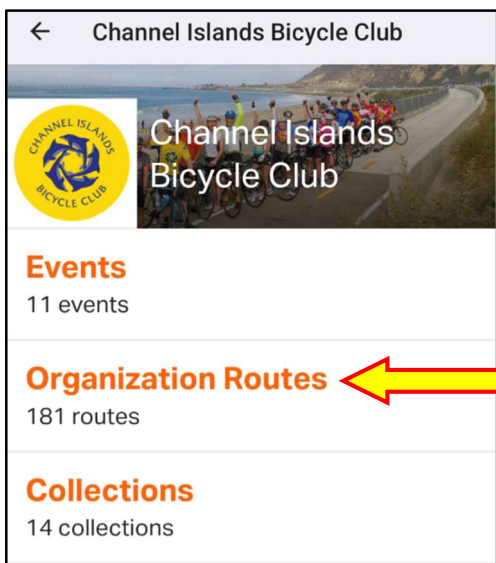 ← Channel Islands Bicycle Club
CHANNEL ISLANDS
BICYCLE CLUB
Channel Islands
Bicycle Club
Events
11 events
Organization Routes
181 routes
Collections
14 collections